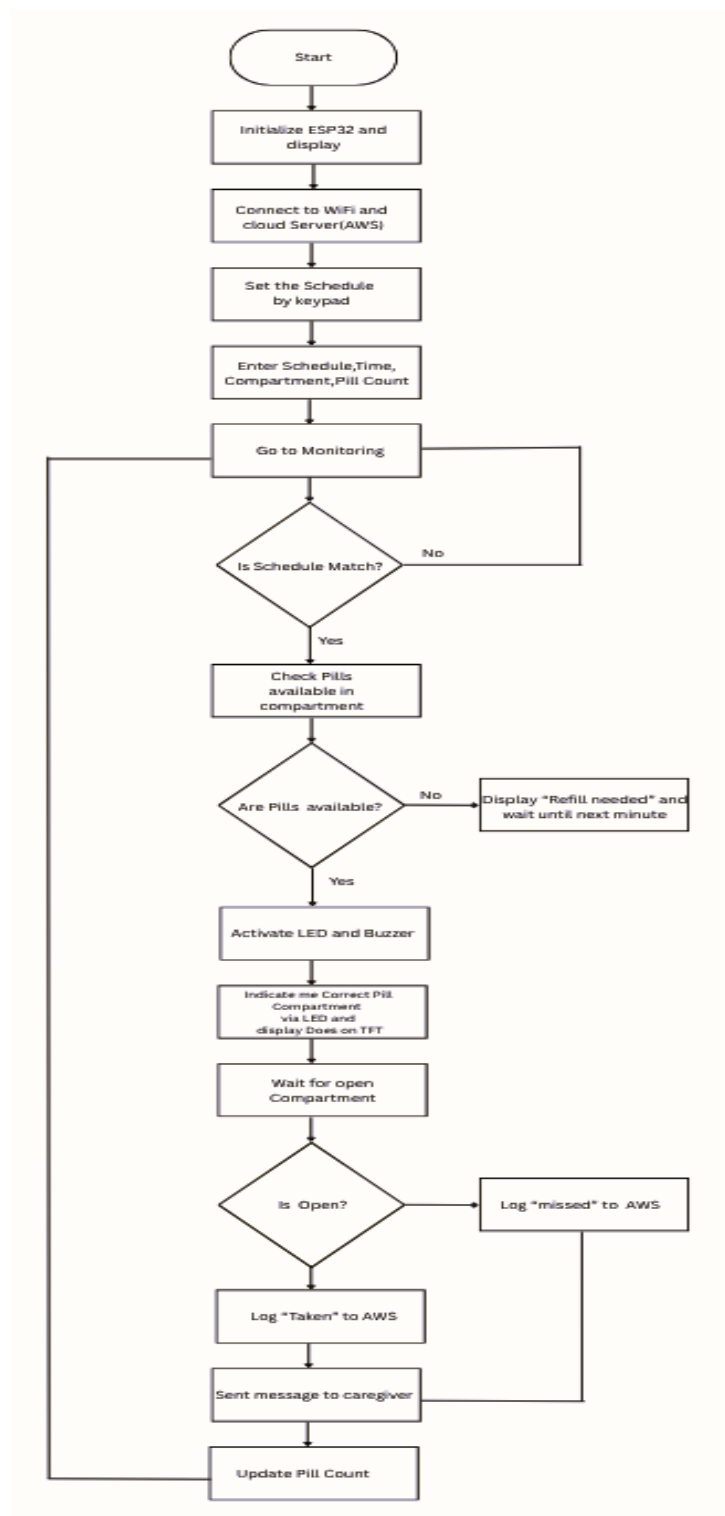 Start
Initialize ESP32 and
display
Connect to WiFi and
cloud Server(AWS)
Set the Schedule
by keypad
Enter Schedule,Time,
Compartment,Pill Count
Go to Monitoring
No
Is Schedule Match?
Yes
Check Pills
available in
compartment
No
Are Pills available?
Display "Refill needed" and
wait until next minute
Yes
Activate LED and Buzzer
Indicate me Correct Pill
Compartment
via LED and
display Does on TFT
Wait for open
Compartment
Is Open?
Log "missed" to AWS
Log "Taken" to AWS
Sent message to caregiver
Update Pill Count